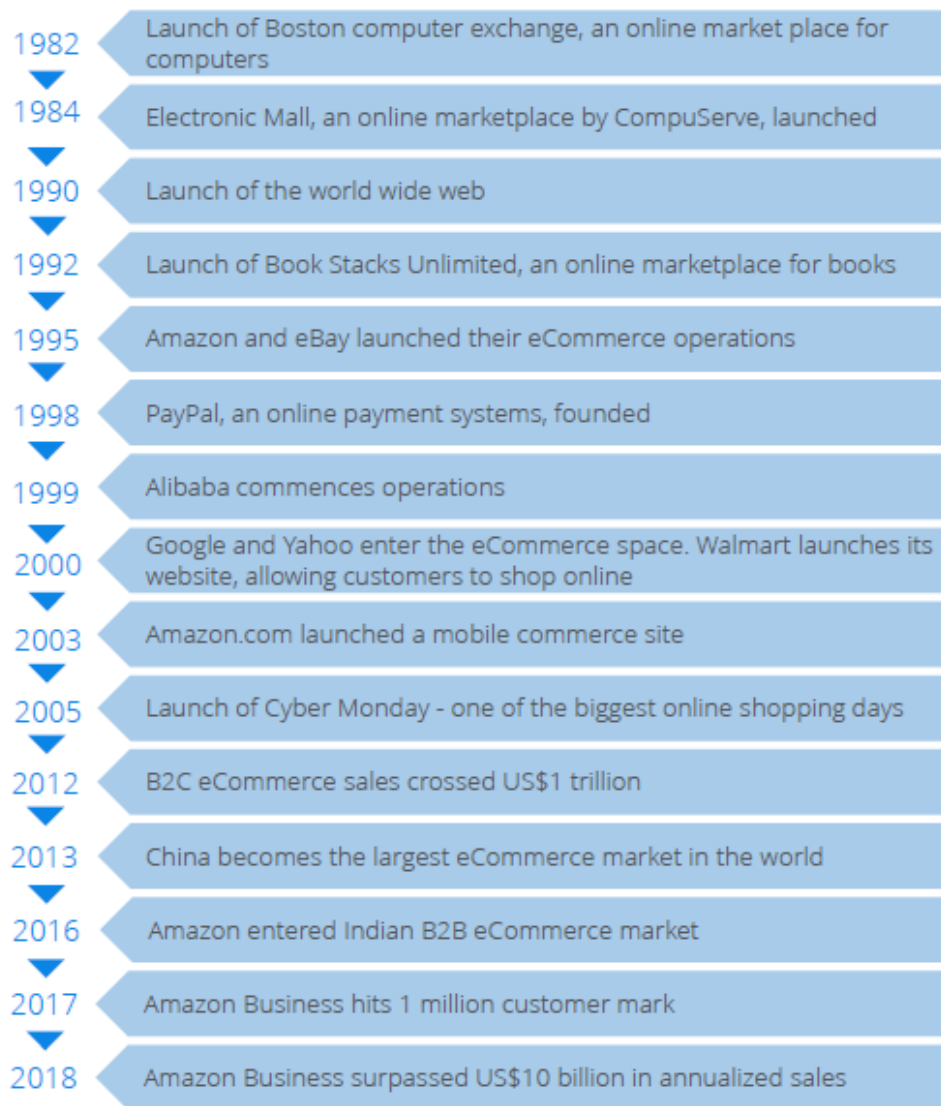 1982
Launch of Boston computer exchange, an online market place for
computers
1984
Electronic Mall, an online marketplace by CompuServe, launched
1990
Launch of the world wide web
1992
Launch of Book Stacks Unlimited, an online marketplace for books
1995
Amazon and eBay launched their eCommerce operations
1998
PayPal, an online payment systems, founded
1999
Alibaba commences operations
2000
Google and Yahoo enter the eCommerce space. Walmart launches its
website, allowing customers to shop online
2003
Amazon.com launched a mobile commerce site
2005
Launch of Cyber Monday - one of the biggest online shopping days
2012
B2C eCommerce sales crossed US$1 trillion
2013
China becomes the largest eCommerce market in the world
2016
Amazon entered Indian B2B eCommerce market
2017
Amazon Business hits 1 million customer mark
2018
Amazon Business surpassed US$10 billion in annualized sales